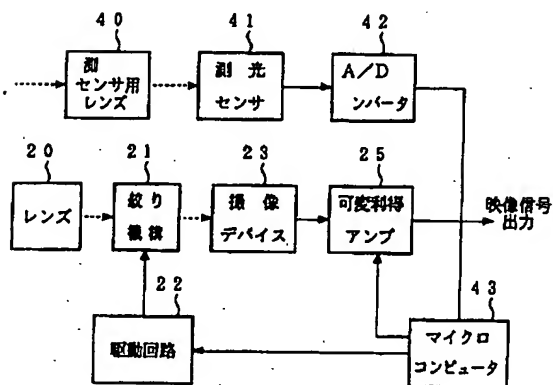 40
41
42
測
センサ用
レンズ
測光
センサ
A/D
ンバータ
20
21
23
25
レンズ
絞り
機構
撮像
デバイス
可変利得
アンプ
映像信号
出力
22
43
駆動回路
マイクロ
コンピュータ